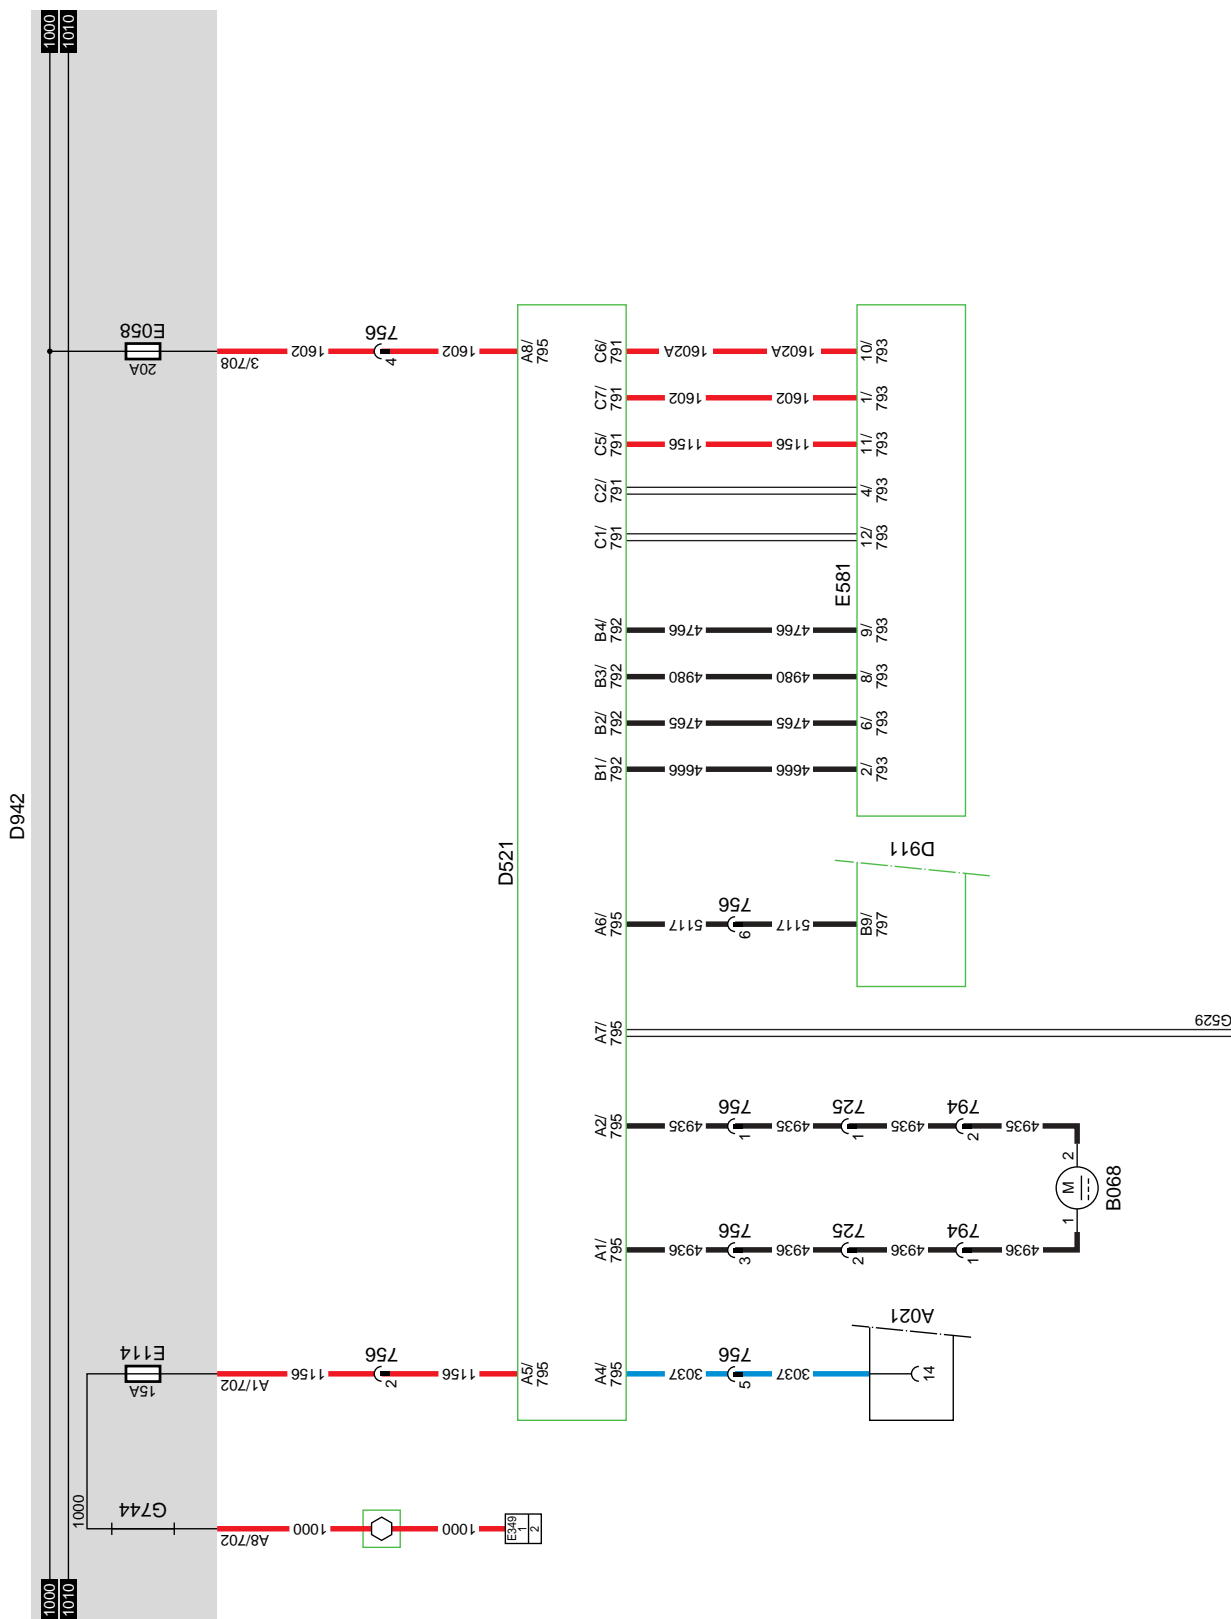 1000
1010
D942
E058
20A
3/708
1602
756
4
1602
A8/
795
C6/
791
1602A
1602A
10/
793
C7/
791
1602
1602
1/
793
C5/
791
1156
1156
11/
793
C2/
791
4/
793
C1/
791
12/
793
E581
B4/
792
4766
4766
9/
793
B3/
792
4980
4980
8/
793
B2/
792
4765
4765
6/
793
B1/
792
4666
4666
2/
793
D521
D911
A6/
795
5117
756
6
5117
B9/
797
A7/
795
G529
A2/
795
4935
756
1
4935
725
1
4935
794
2
4935
2
M
1
B068
A1/
795
4936
756
3
4936
725
2
4936
794
1
4936
A021
E114
15A
A1/702
1156
756
2
1156
A5/
795
A4/
795
3037
756
5
3037
14
1000
G744
A8/702
1000
1000
E349
1
2
1000
1010